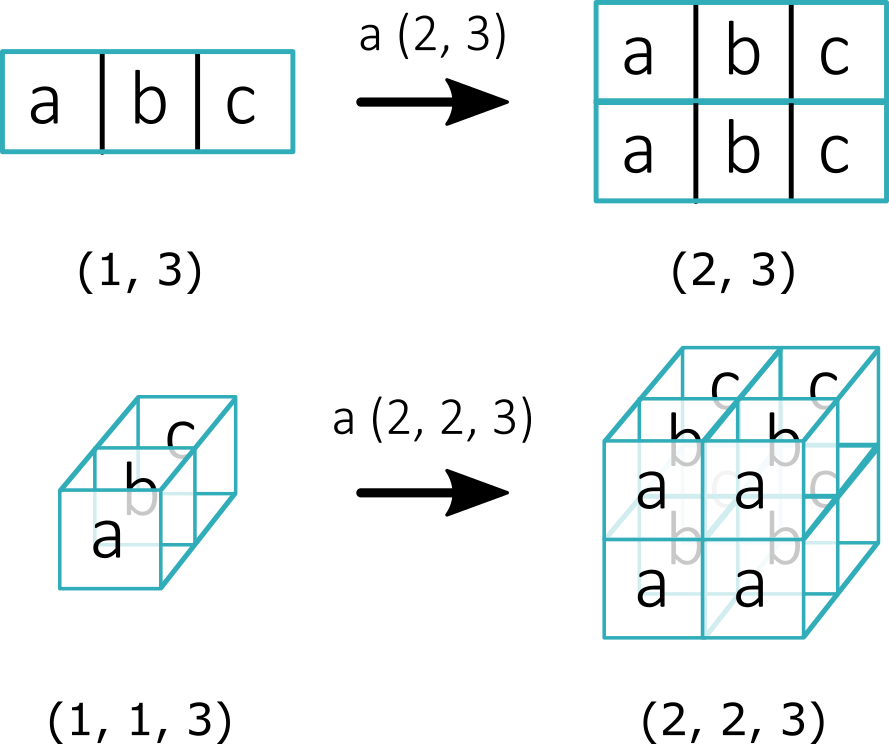 a (2, 3)
a b c
a b c
a b c
(1, 3)
(2, 3)
a (2, 2, 3)
c
b
a
c c
b b
a a
c c
b b
a a
(1, 1, 3)
(2, 2, 3)